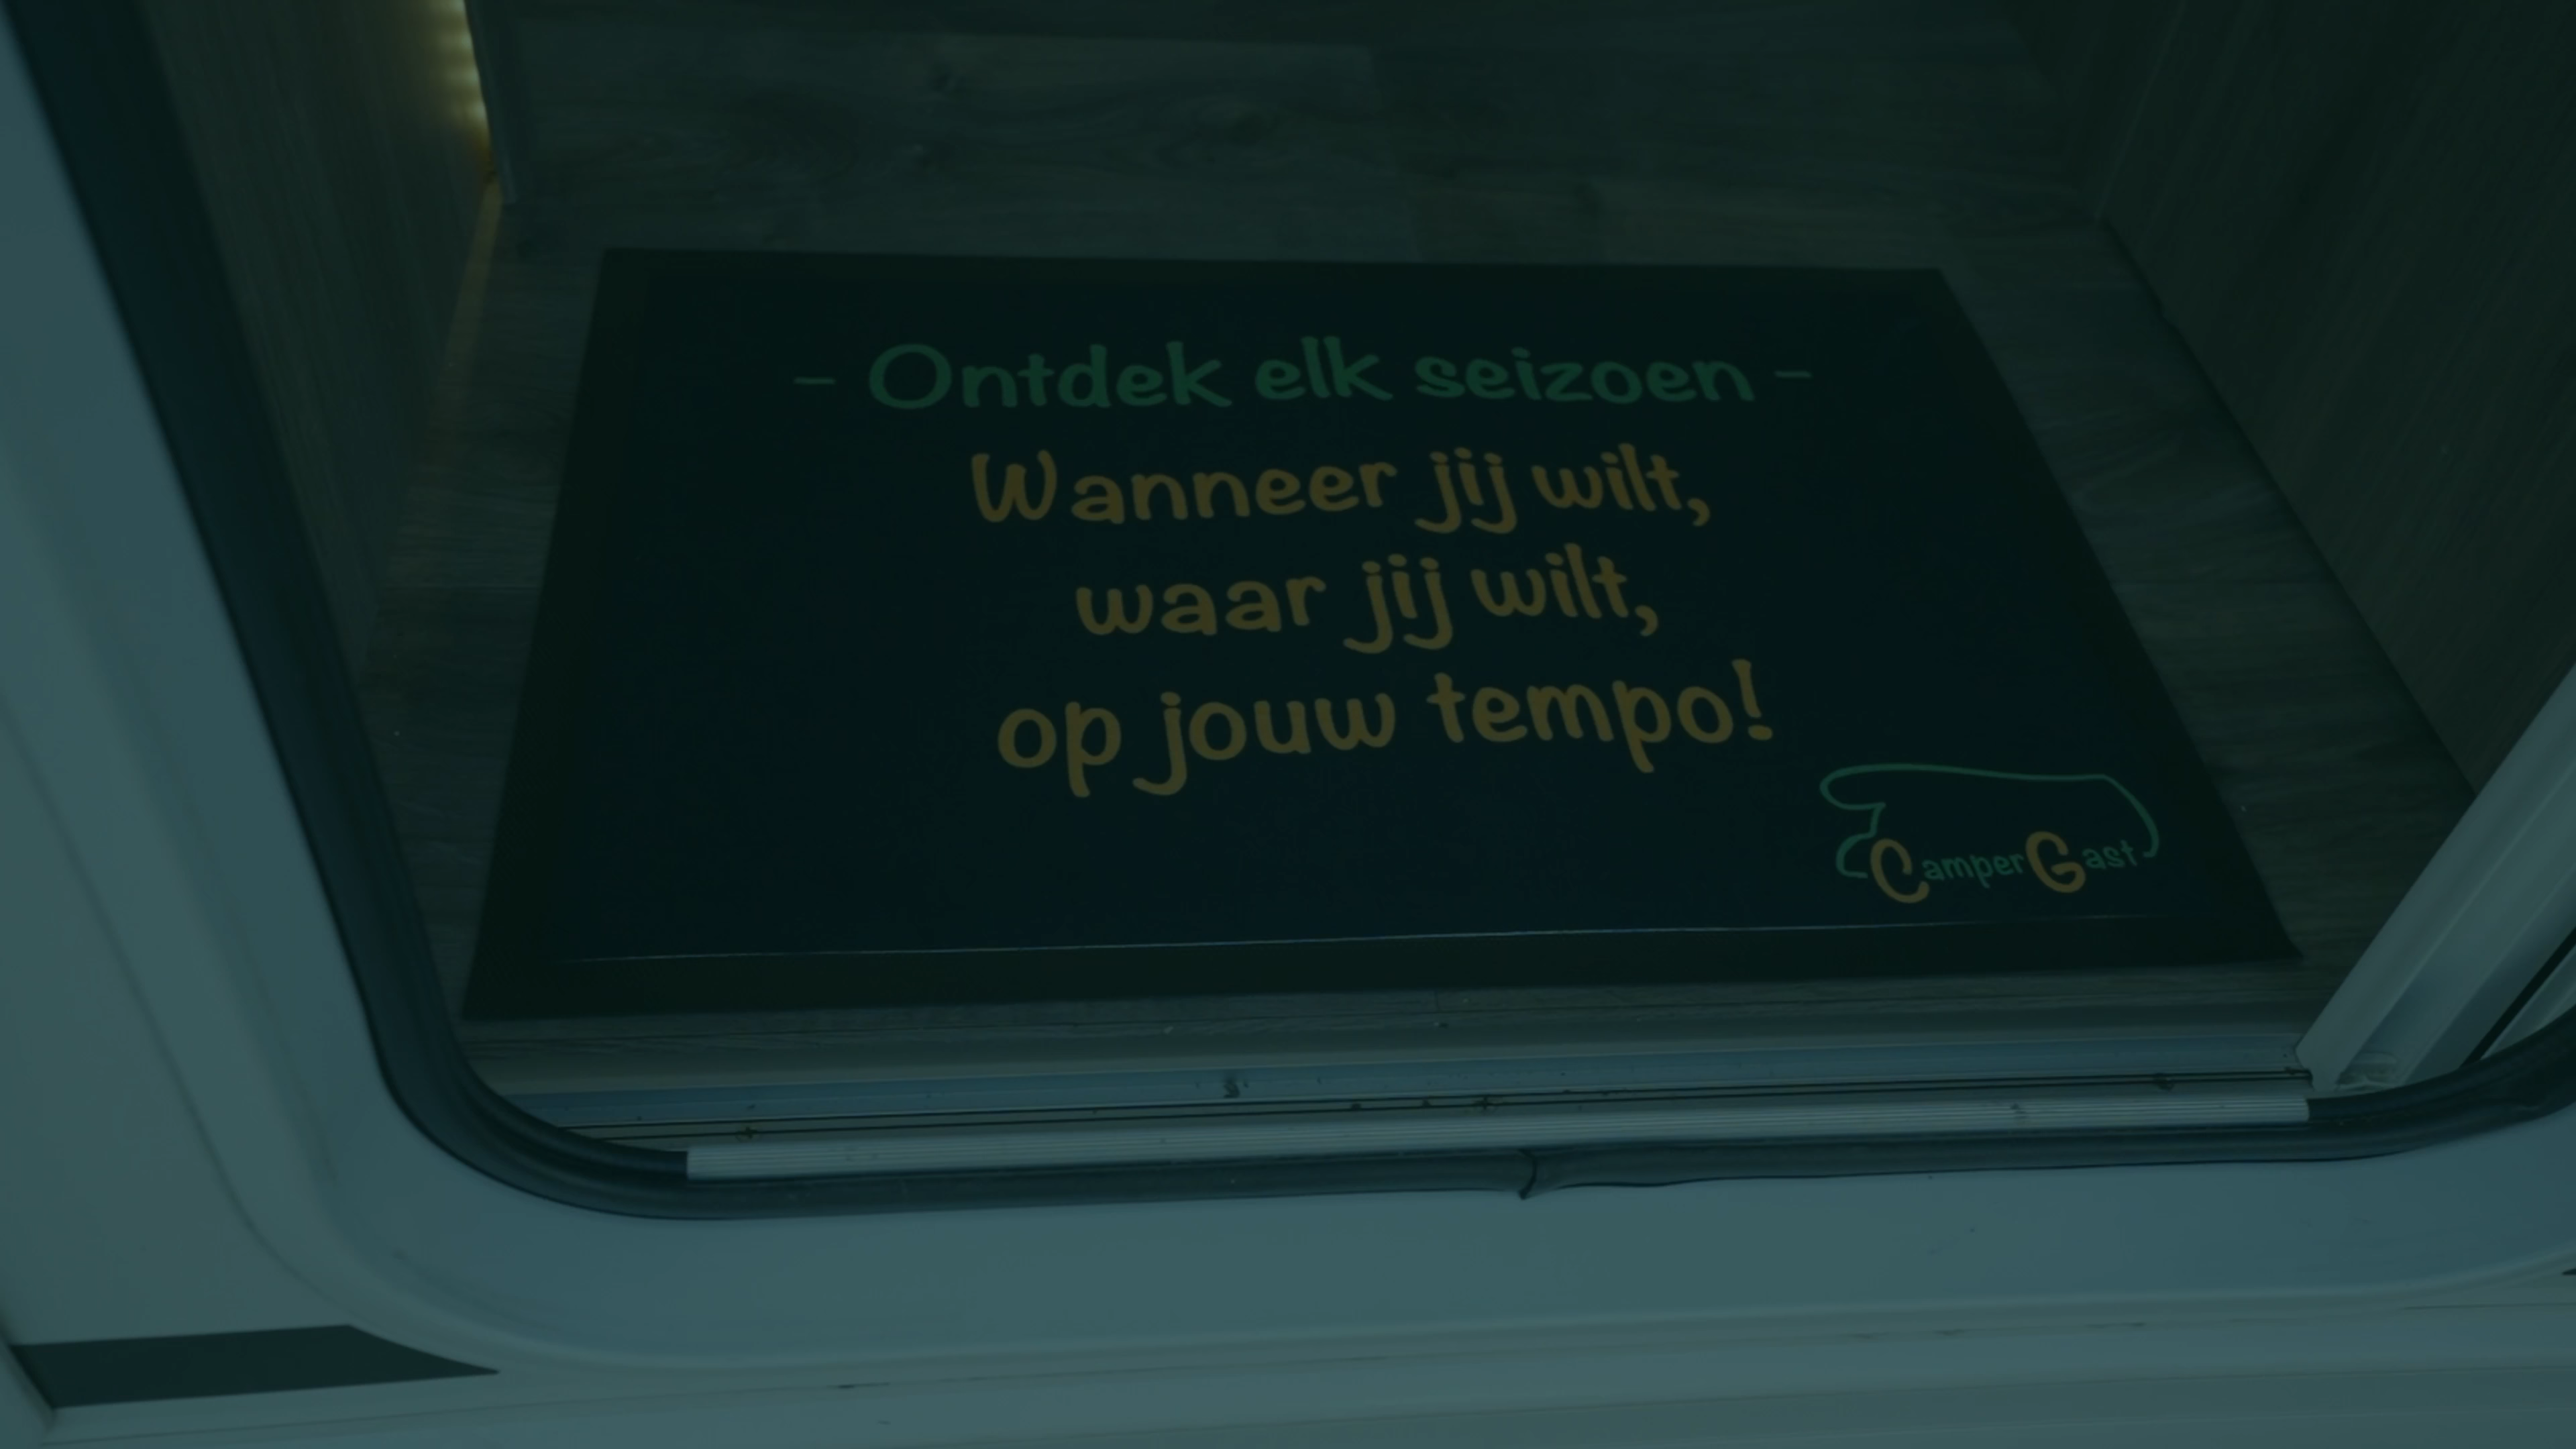 - Ontdek elk seizoen -
Wanneer jij wilt,
waar jij wilt,
op jouw tempo!
CamperGast